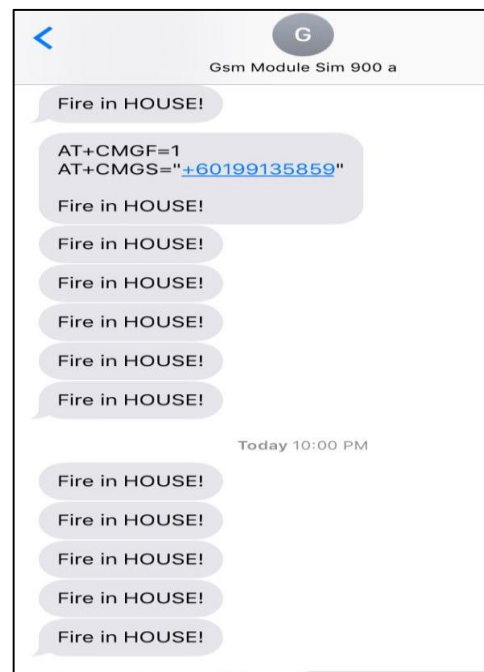 G
Gsm Module Sim 900 a
Fire in HOUSE!
AT+CMGF=1
AT+CMGS="+60199135859"
Fire in HOUSE!
Fire in HOUSE!
Fire in HOUSE!
Fire in HOUSE!
Fire in HOUSE!
Fire in HOUSE!
Today 10:00 PM
Fire in HOUSE!
Fire in HOUSE!
Fire in HOUSE!
Fire in HOUSE!
Fire in HOUSE!